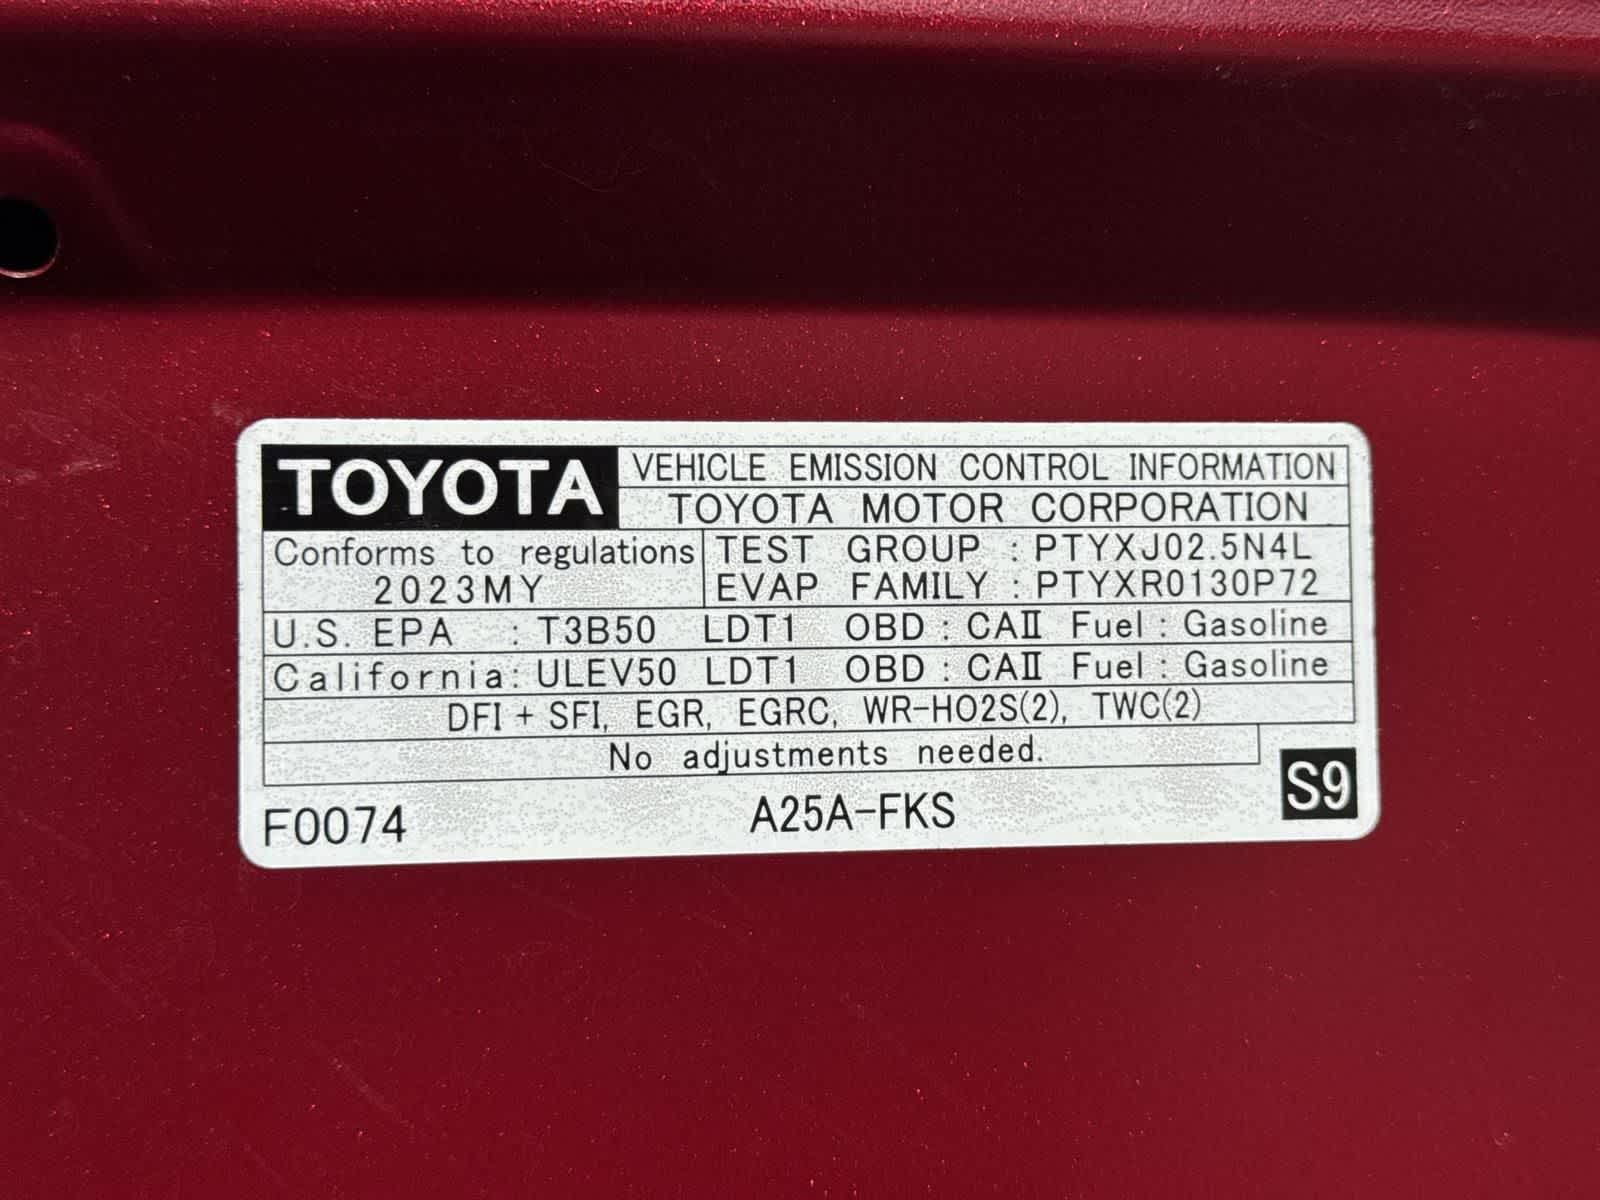 TOYOTA VEHICLE EMISSION CONTROL INFORMATION
TOYOTA MOTOR CORPORATION
Conforms to regulations
2023MY
TEST GROUP : PTYXJ02.5N4L
EVAP FAMILY : PTYXR0130P72
U.S. EPA : T3B50 LDT1 OBD : CAⅡ Fuel : Gasoline
California: ULEV50 LDT1 OBD : CAⅡ Fuel : Gasoline
DFI + SFI, EGR, EGRC, WR-HO2S(2), TWC(2)
No adjustments needed.
F0074 A25A-FKS S9